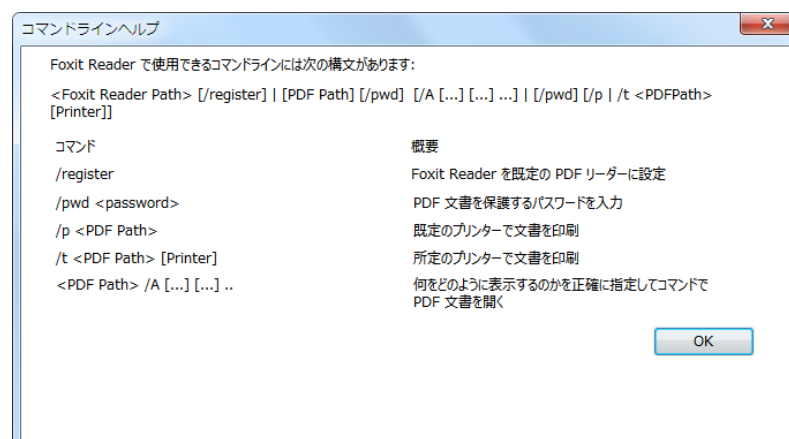 コマンドラインヘルプ
Foxit Reader で使用できるコマンドラインには次の構文があります:
<Foxit Reader Path> [/register] | [PDF Path] [/pwd] [/A [...] [...] ...] | [/pwd] [/p | /t <PDFPath>
[Printer]]
コマンド 概要
/register Foxit Reader を既定の PDF リーダーに設定
/pwd <password> PDF 文書を保護するパスワードを入力
/p <PDF Path> 既定のプリンターで文書を印刷
/t <PDF Path> [Printer] 所定のプリンターで文書を印刷
<PDF Path> /A [...] [...] .. 何をどのように表示するのかを正確に指定してコマンドで
PDF 文書を開く
OK